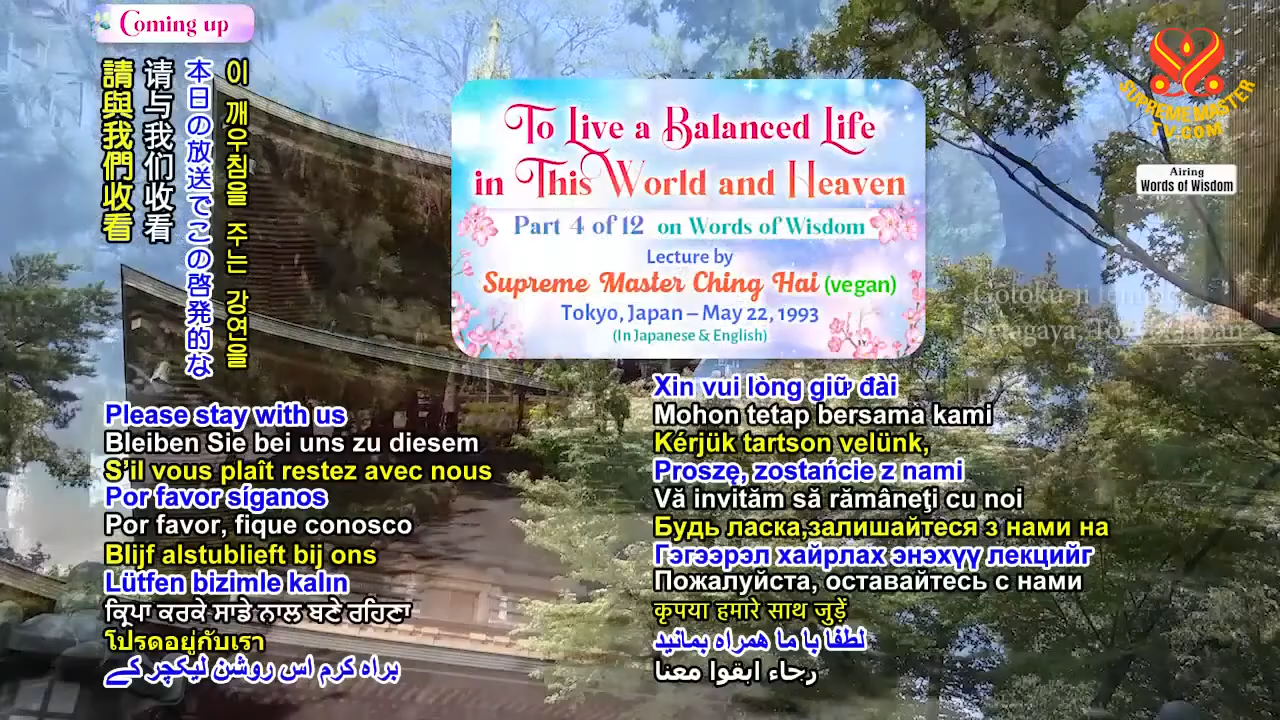 Coming up
請與我們收看
请与我们收看
本日の放送でこの啓発的な
이 깨우침을 주는 강연을
To Live a Balanced Life
in This World and Heaven
Part 4 of 12 on Words of Wisdom
Lecture by
Supreme Master Ching Hai (vegan)
Tokyo, Japan – May 22, 1993
(In Japanese & English)
SUPREME MASTER
TV.COM
Airing
Words of Wisdom
Gotoku-ji temple
Setagaya, Tokyo, Japan
Please stay with us
Bleiben Sie bei uns zu diesem
S'il vous plaît restez avec nous
Por favor síganos
Por favor, fique conosco
Blijf alstublieft bij ons
Lütfen bizimle kalın
ਕ੍ਰਿਪਾ ਕਰਕੇ ਸਾਡੇ ਨਾਲ ਬਣੇ ਰਹਿਣਾ
โปรดอยู่กับเรา
براہ کرم اس روشن لیکچر کے
Xin vui lòng giữ đài
Mohon tetap bersama kami
Kérjük tartson velünk,
Proszę, zostańcie z nami
Vă invităm să rămâneţi cu noi
Будь ласка,залишайтеся з нами на
Гэгээрэл хайрлах энэхүү лекцийг
Пожалуйста, оставайтесь с нами
कृपया हमारे साथ जुड़ें
لطفا با ما همراه بمانید
رجاء ابقوا معنا